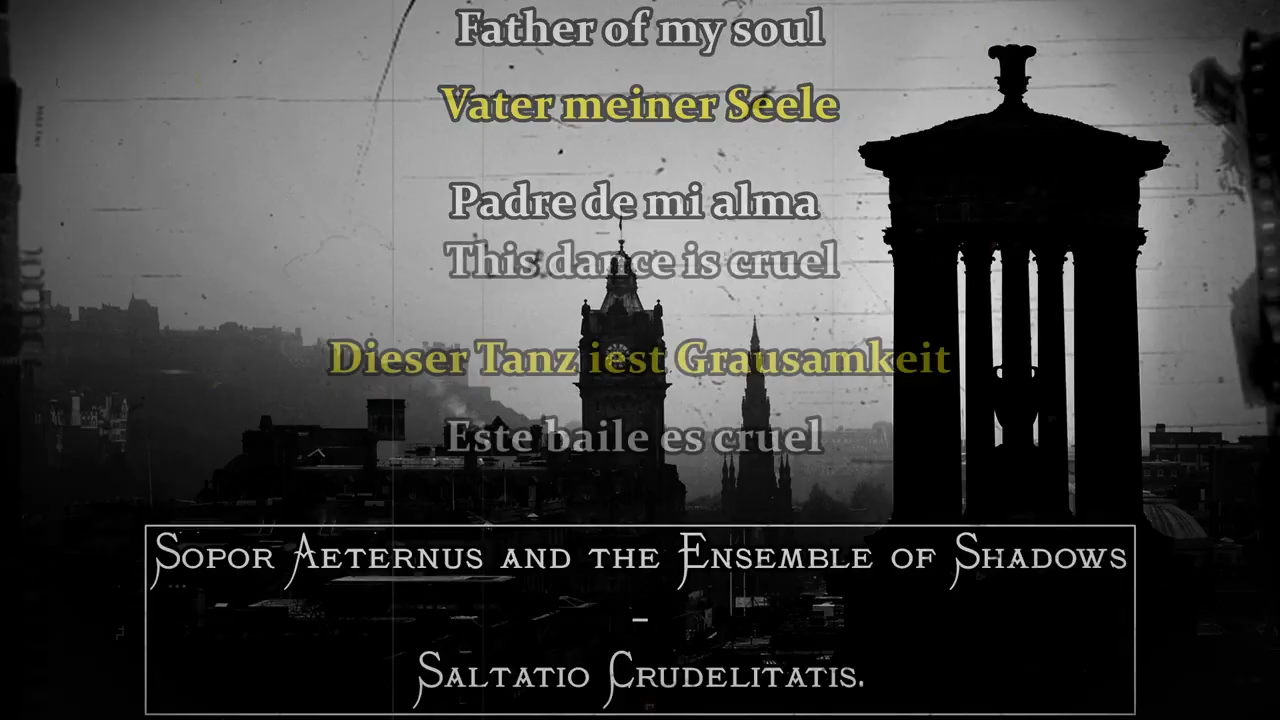 Father of my soul
Vater meiner Seele
Padre de mi alma
This dance is cruel
Dieser Tanz iest Grausamkeit
Este baile es cruel
Sopor Aeternus and the Ensemble of Shadows
-
Saltatio Crudelitatis.